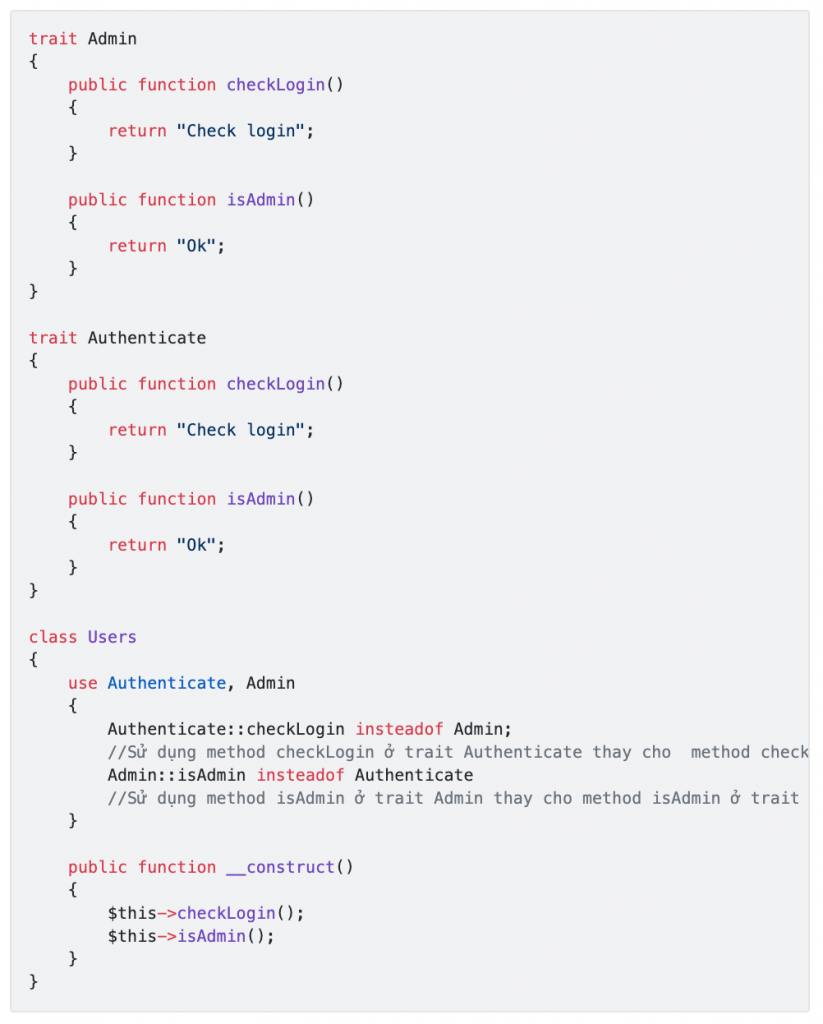 trait Admin
{
    public function checkLogin()
    {
        return "Check login";
    }

    public function isAdmin()
    {
        return "Ok";
    }
}

trait Authenticate
{
    public function checkLogin()
    {
        return "Check login";
    }

    public function isAdmin()
    {
        return "Ok";
    }
}

class Users
{
    use Authenticate, Admin
    {
        Authenticate::checkLogin insteadof Admin;
        //Sử dụng method checkLogin ở trait Authenticate thay cho  method check
        Admin::isAdmin insteadof Authenticate
        //Sử dụng method isAdmin ở trait Admin thay cho method isAdmin ở trait
    }

    public function __construct()
    {
        $this->checkLogin();
        $this->isAdmin();
    }
}